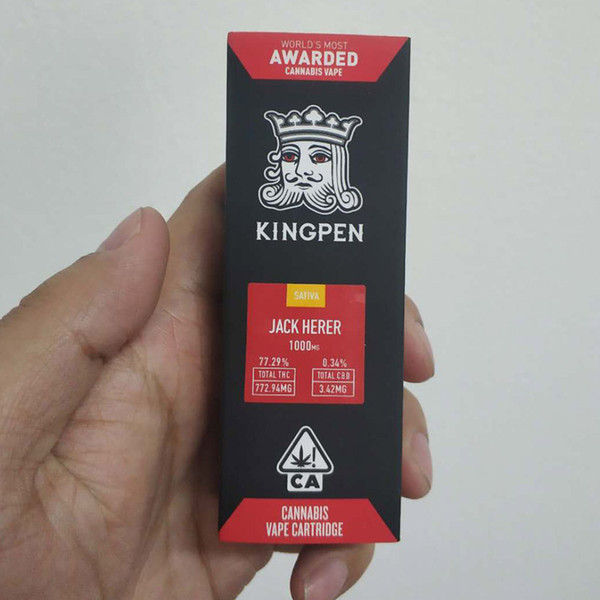 WORLD'S MOST
AWARDED
CANNABIS VAPE
KINGPEN
SATIVA
JACK HERER
1000MG
77.29% 0.34%
TOTAL THC TOTAL CBD
772.94MG 3.42MG
!
CA
CANNABIS
VAPE CARTRIDGE